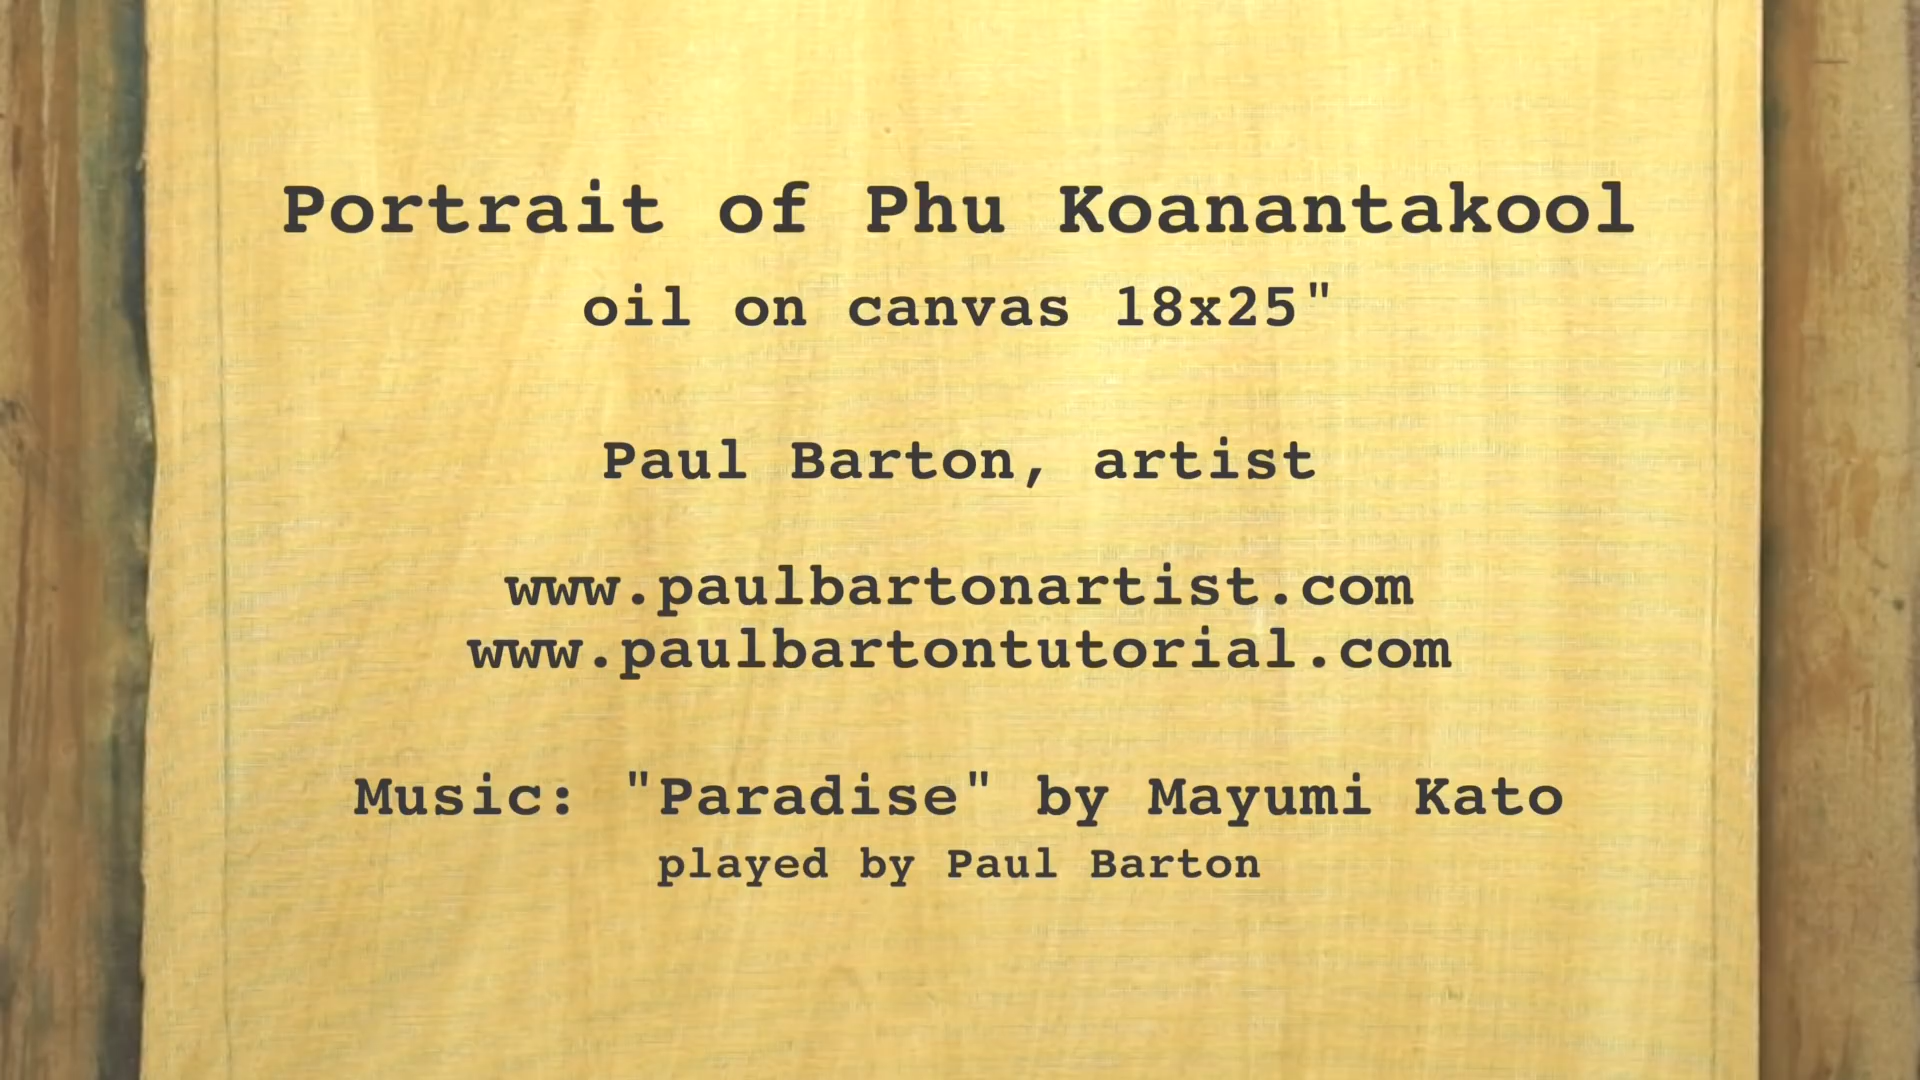 Portrait of Phu Koanantakool
oil on canvas 18x25"
Paul Barton, artist
www.paulbartonartist.com
www.paulbartontutorial.com
Music: "Paradise" by Mayumi Kato
played by Paul Barton